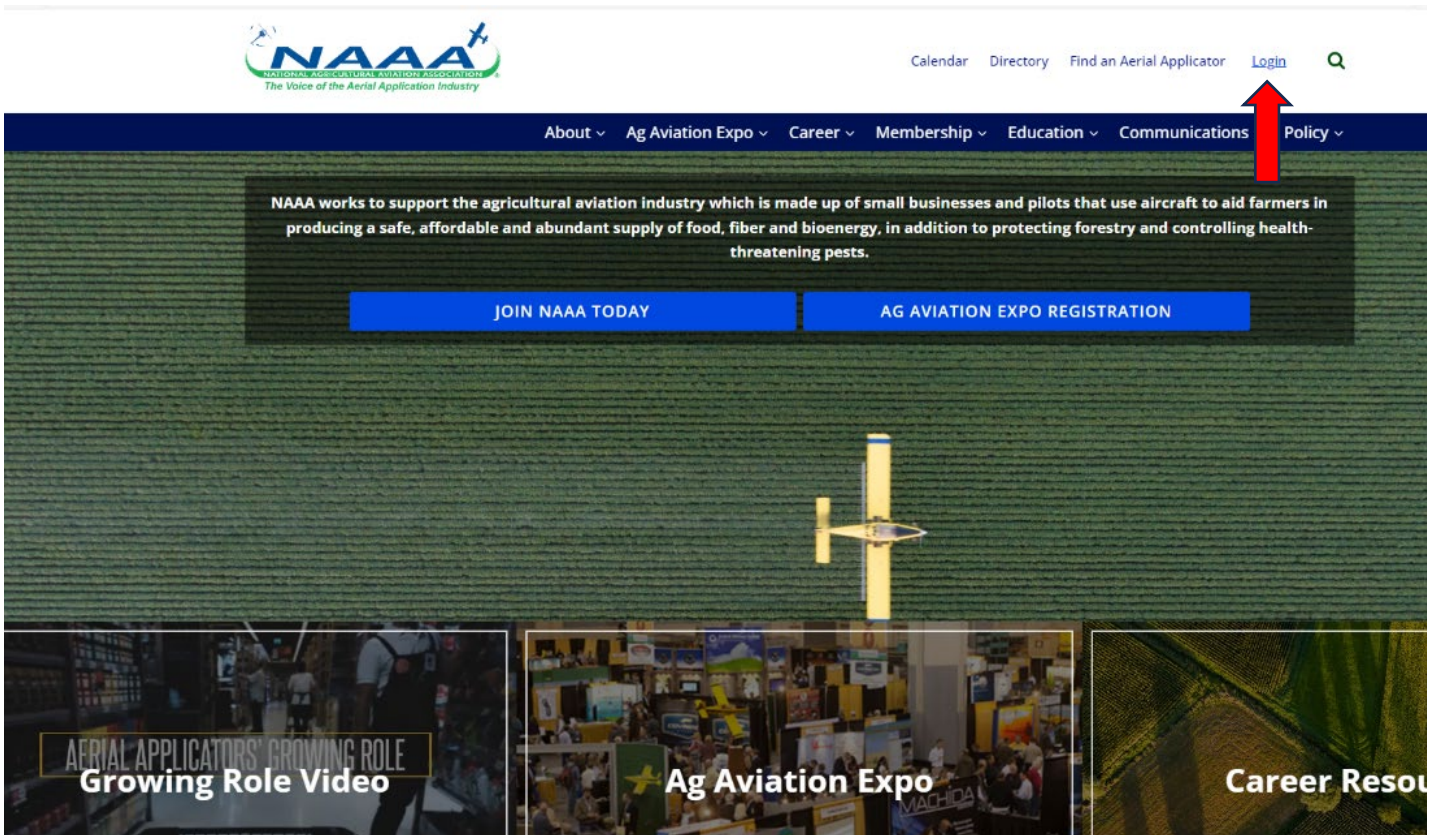 NAAA
NATIONAL AGRICULTURAL AVIATION ASSOCIATION
The Voice of the Aerial Application Industry
Calendar Directory Find an Aerial Applicator Login
About Ag Aviation Expo Career Membership Education Communications Policy
NAAA works to support the agricultural aviation industry which is made up of small businesses and pilots that use aircraft to aid farmers in
producing a safe, affordable and abundant supply of food, fiber and bioenergy, in addition to protecting forestry and controlling health-
threatening pests.
JOIN NAAA TODAY AG AVIATION EXPO REGISTRATION
AERIAL APPLICATORS' GROWING ROLE
Growing Role Video Ag Aviation Expo Career Resou
MACHIDA